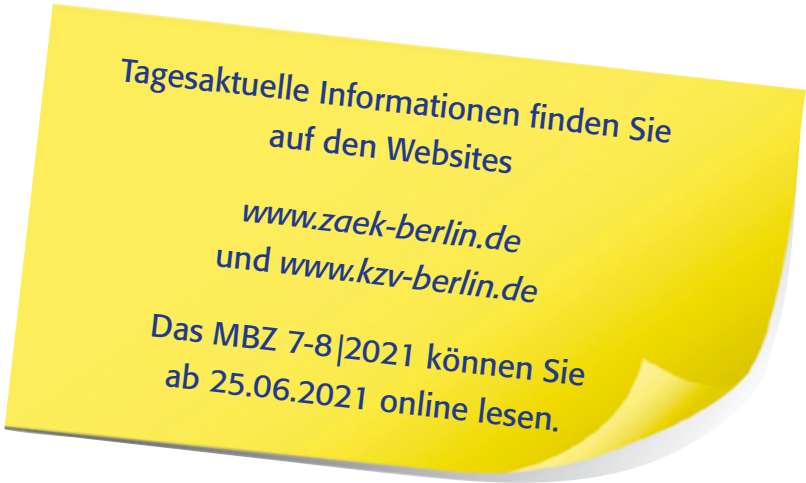 Tagesaktuelle Informationen finden Sie
auf den Websites
www.zaek-berlin.de
und www.kzv-berlin.de
Das MBZ 7-8|2021 können Sie
ab 25.06.2021 online lesen.